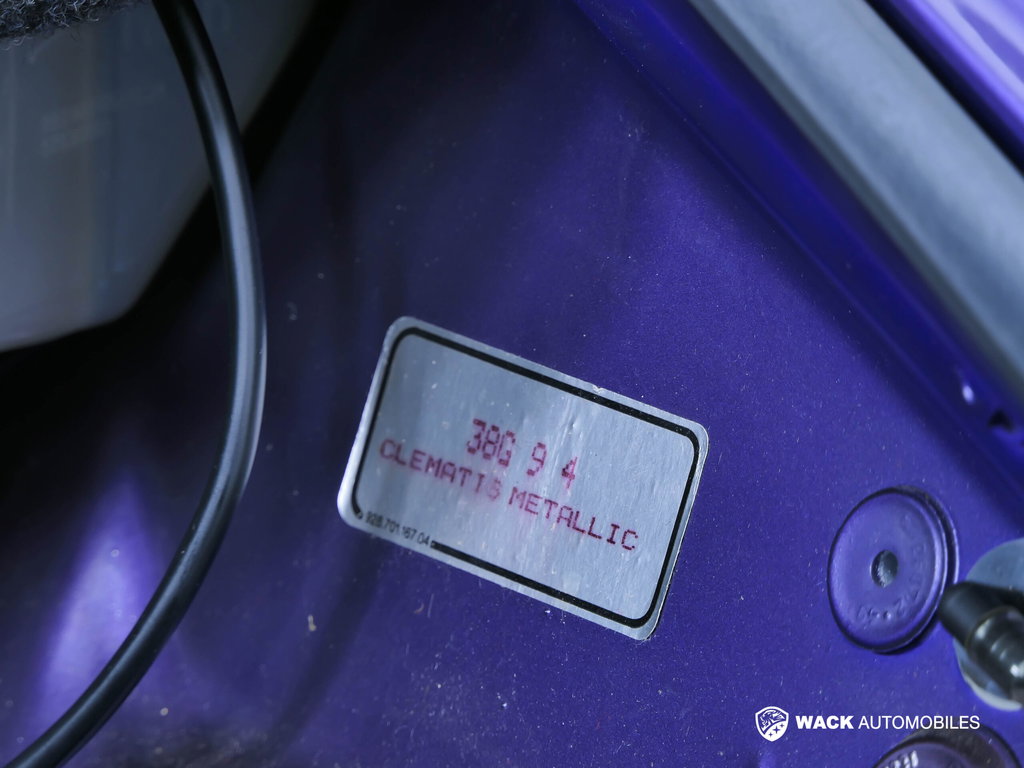 38G 9 4
CLEMATIS METALLIC
928.701.167.04
WACK AUTOMOBILES